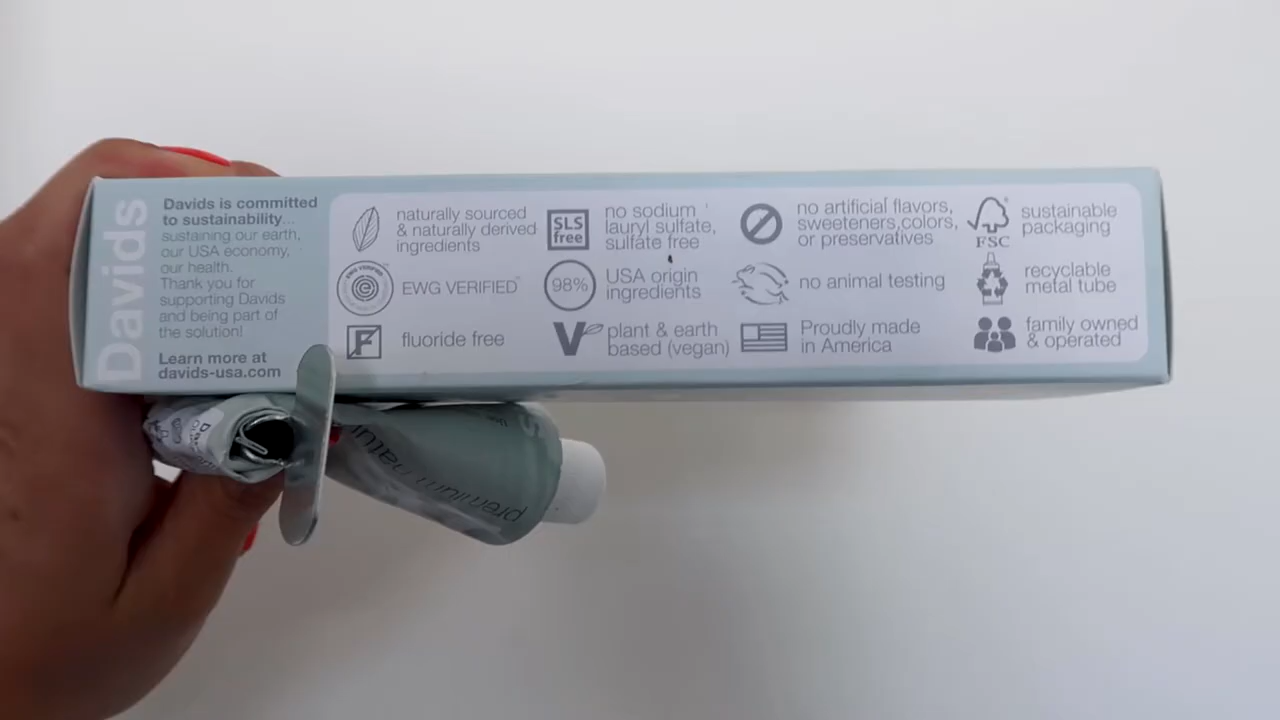 Davids
Davids is committed
to sustainability...
sustaining our earth,
our USA economy,
our health.
Thank you for
supporting Davids
and being part of
the solution!
Learn more at
davids-usa.com
naturally sourced
& naturally derived
ingredients
EWG VERIFIED
e
EWG VERIFIED™
F
fluoride free
SLS
free
no sodium
lauryl sulfate,
sulfate free
98%
USA origin
ingredients
V
plant & earth
based (vegan)
no artificial flavors,
sweeteners,colors,
or preservatives
no animal testing
Proudly made
in America
FSC
sustainable
packaging
recyclable
metal tube
family owned
& operated
premium natur